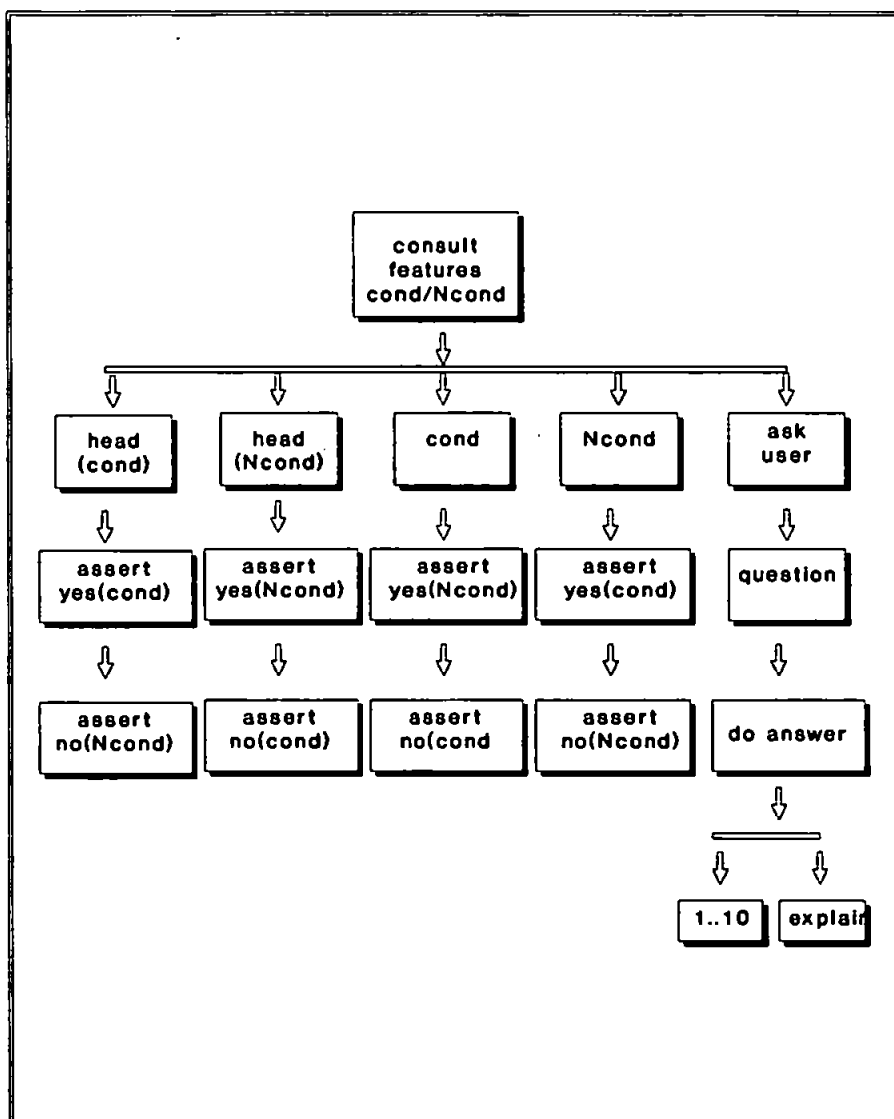 consult
features
cond/Ncond
head
(cond)
head
(Ncond)
cond
Ncond
ask
user
assert
yes(cond)
assert
yes(Ncond)
assert
yes(Ncond)
assert
yes(cond)
question
assert
no(Ncond)
assert
no(cond)
assert
no(cond
assert
no(Ncond)
do answer
1..10
explain